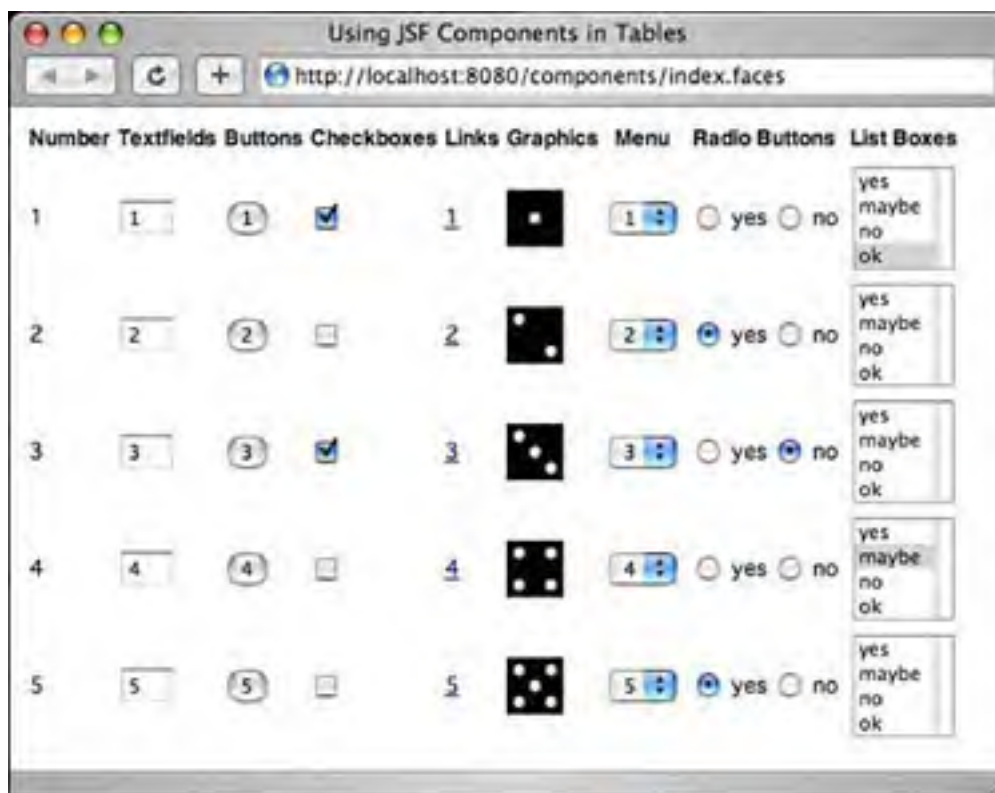 Using JSF Components in Tables
http://localhost:8080/components/index.faces
Number Textfields Buttons Checkboxes Links Graphics Menu Radio Buttons List Boxes
1 1 1 1 1 yes no
yes
maybe
no
ok
2 2 2 2 2 yes no
yes
maybe
no
ok
3 3 3 3 3 yes no
yes
maybe
no
ok
4 4 4 4 4 yes no
yes
maybe
no
ok
5 5 5 5 5 yes no
yes
maybe
no
ok